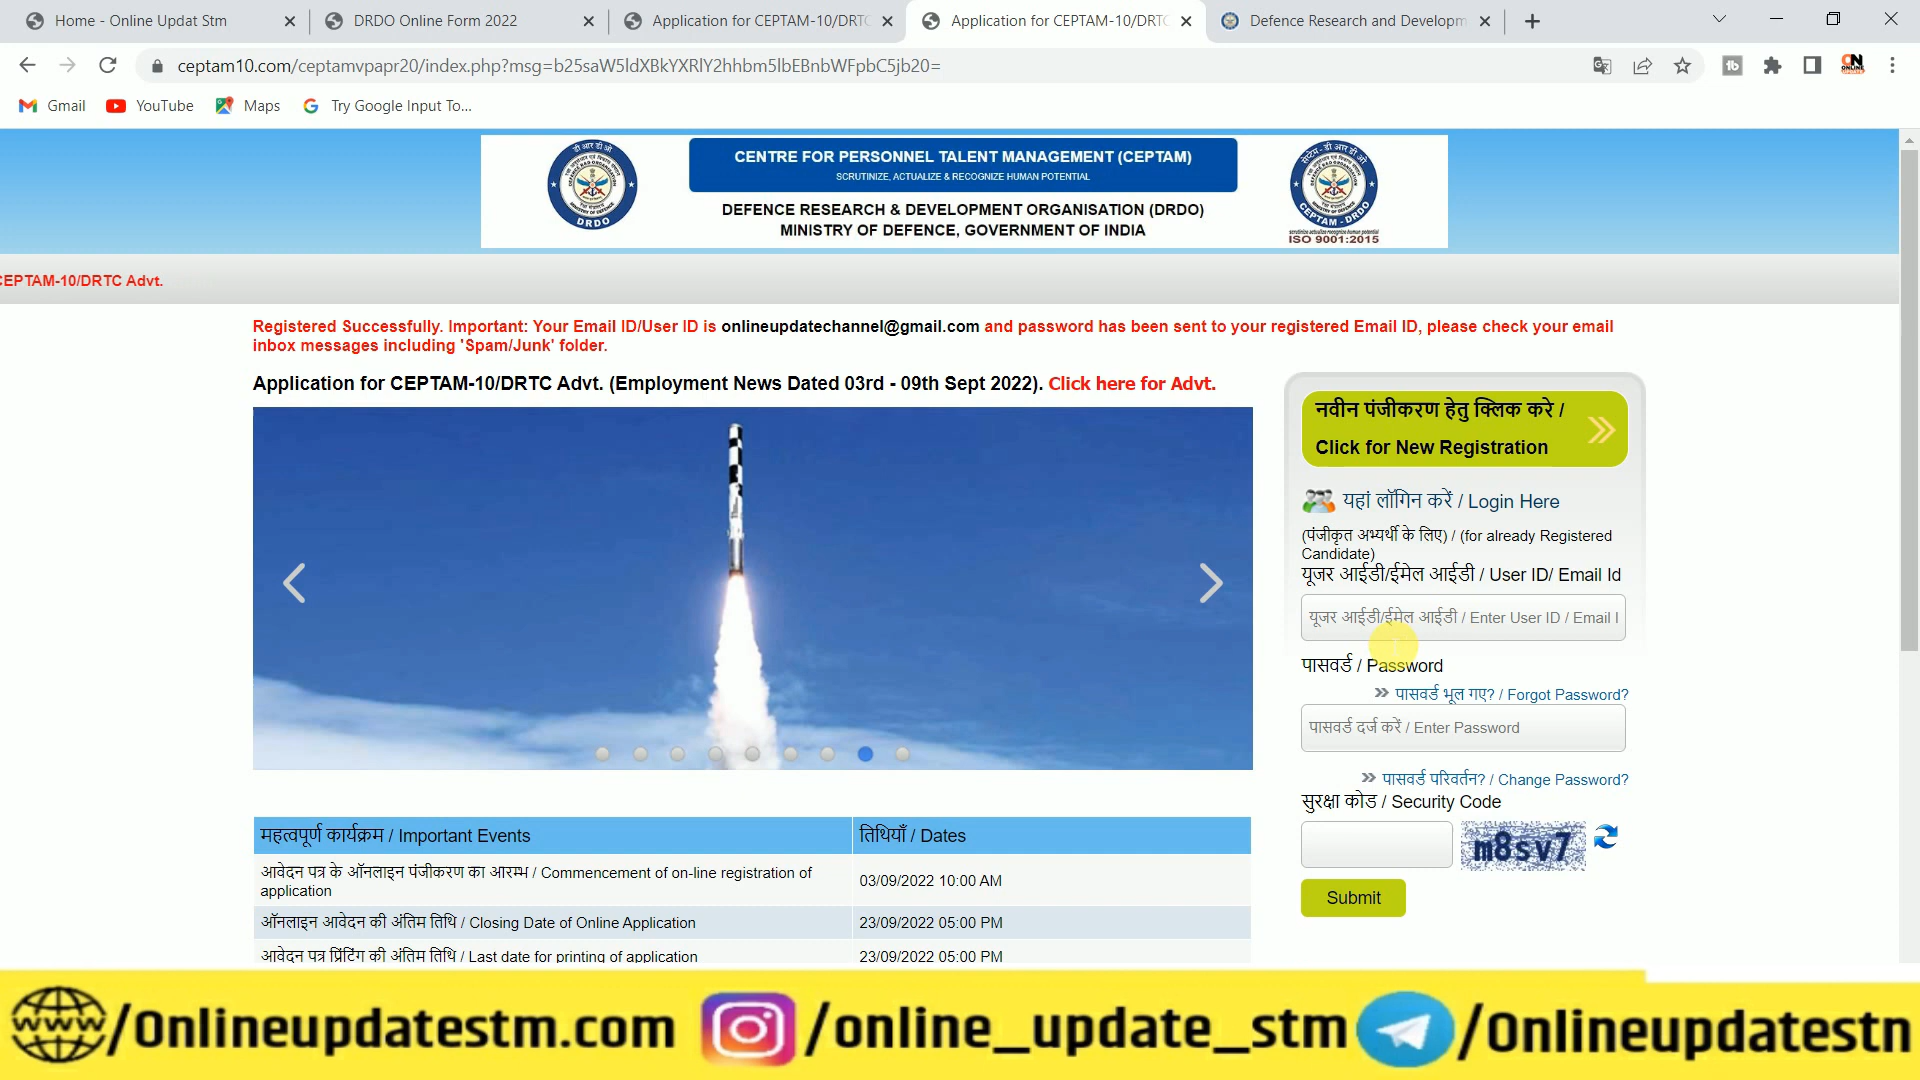 Home - Online Updat Stm
DRDO Online Form 2022
Application for CEPTAM-10/DRTC
Application for CEPTAM-10/DRTC
Defence Research and Developm
ceptam10.com/ceptamvpapr20/index.php?msg=b25saW5ldXBkYXRlY2hhbm5lbEBnbWFpbC5jb20=
Gmail
YouTube
Maps
Try Google Input To...
CENTRE FOR PERSONNEL TALENT MANAGEMENT (CEPTAM)
SCRUTINIZE, ACTUALIZE & RECOGNIZE HUMAN POTENTIAL
DEFENCE RESEARCH & DEVELOPMENT ORGANISATION (DRDO)
MINISTRY OF DEFENCE, GOVERNMENT OF INDIA
डी आर डी ओ
DRDO
CEPTAM - DRDO
ISO 9001:2015
CEPTAM-10/DRTC Advt.
Registered Successfully. Important: Your Email ID/User ID is onlineupdatechannel@gmail.com and password has been sent to your registered Email ID, please check your email
inbox messages including 'Spam/Junk' folder.
Application for CEPTAM-10/DRTC Advt. (Employment News Dated 03rd - 09th Sept 2022). Click here for Advt.
नवीन पंजीकरण हेतु क्लिक करे /
Click for New Registration
यहां लॉगिन करें / Login Here
(पंजीकृत अभ्यर्थी के लिए) / (for already Registered
Candidate)
यूजर आईडी/ईमेल आईडी / User ID/ Email Id
यूजर आईडी/ईमेल आईडी / Enter User ID / Email I
पासवर्ड / Password
पासवर्ड भूल गए? / Forgot Password?
पासवर्ड दर्ज करें / Enter Password
पासवर्ड परिवर्तन? / Change Password?
सुरक्षा कोड / Security Code
m8sv7
Submit
महत्वपूर्ण कार्यक्रम / Important Events
तिथियाँ / Dates
आवेदन पत्र के ऑनलाइन पंजीकरण का आरम्भ / Commencement of on-line registration of
application
03/09/2022 10:00 AM
ऑनलाइन आवेदन की अंतिम तिथि / Closing Date of Online Application
23/09/2022 05:00 PM
आवेदन पत्र प्रिंटिंग की अंतिम तिथि / Last date for printing of application
23/09/2022 05:00 PM
www/Onlineupdatestm.com
/online_update_stm
/Onlineupdatestn